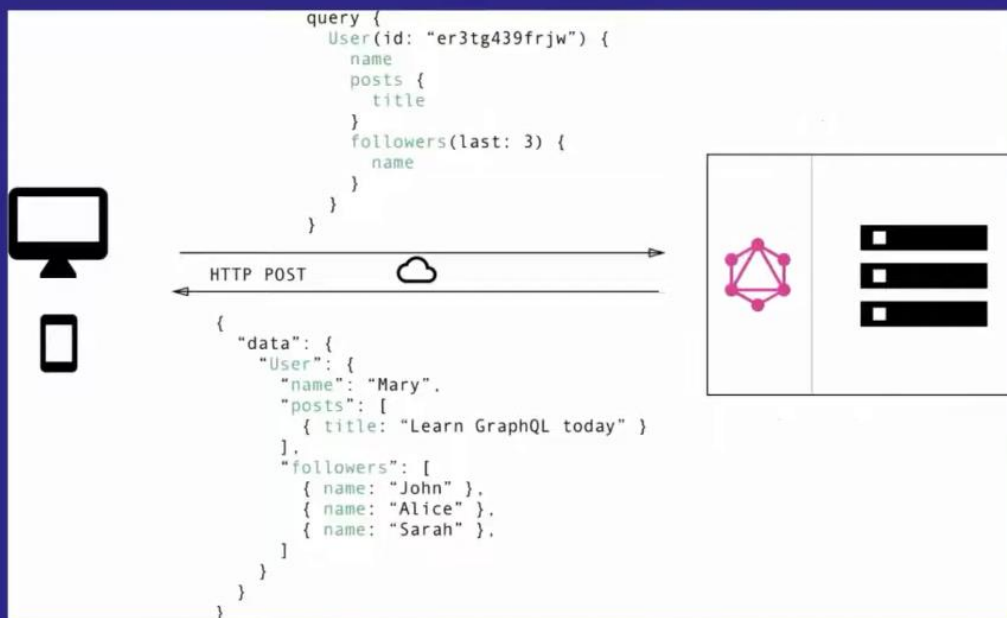 query {
User(id: “er3tg439frjw”) {
name
posts {
title
}
followers(last: 3) {
name
}
}
}
HTTP POST
{
“data”: {
“User”: {
“name”: “Mary”,
“posts”: [
{ title: “Learn GraphQL today” }
],
“followers”: [
{ name: “John” },
{ name: “Alice” },
{ name: “Sarah” },
]
}
}
}